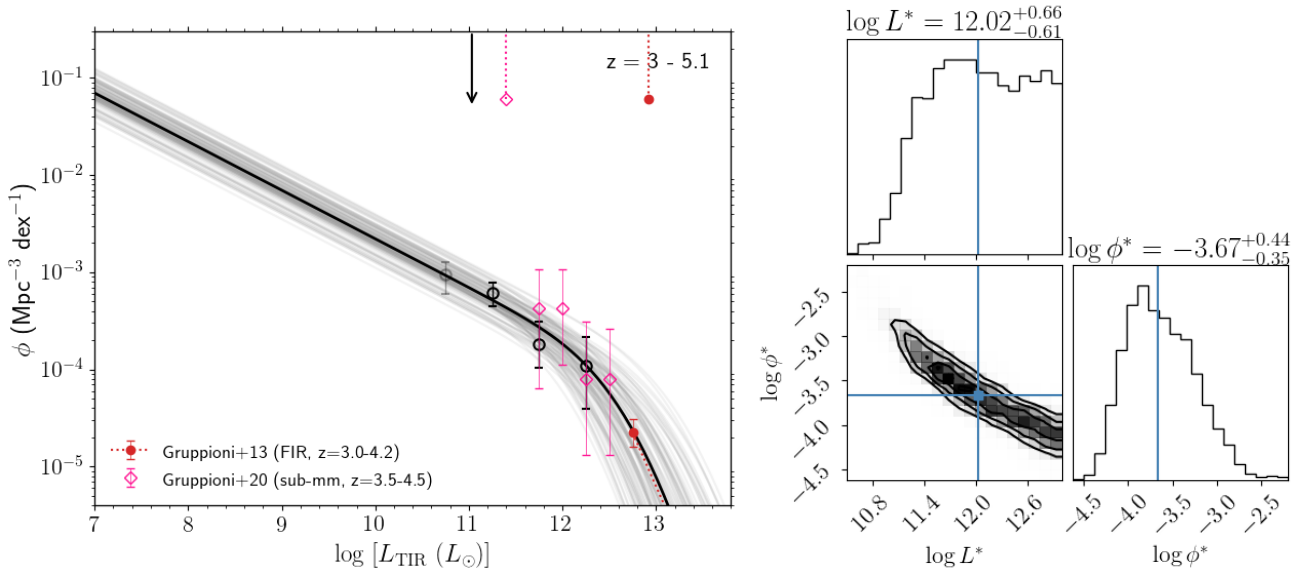 z = 3 - 5.1
10⁻¹
10⁻²
10⁻³
10⁻⁴
10⁻⁵
ϕ (Mpc⁻³ dex⁻¹)
Gruppioni+13 (FIR, z=3.0-4.2)
Gruppioni+20 (sub-mm, z=3.5-4.5)
7 8 9 10 11 12 13
log [L_TIR (L_⊙)]
log L* = 12.02^{+0.66}_{-0.61}
log ϕ* = −3.67^{+0.44}_{-0.35}
−2.5
−3.0
−3.5
−4.0
−4.5
log ϕ*
10.8 11.4 12.0 12.6
log L*
−4.5 −4.0 −3.5 −3.0 −2.5
log ϕ*